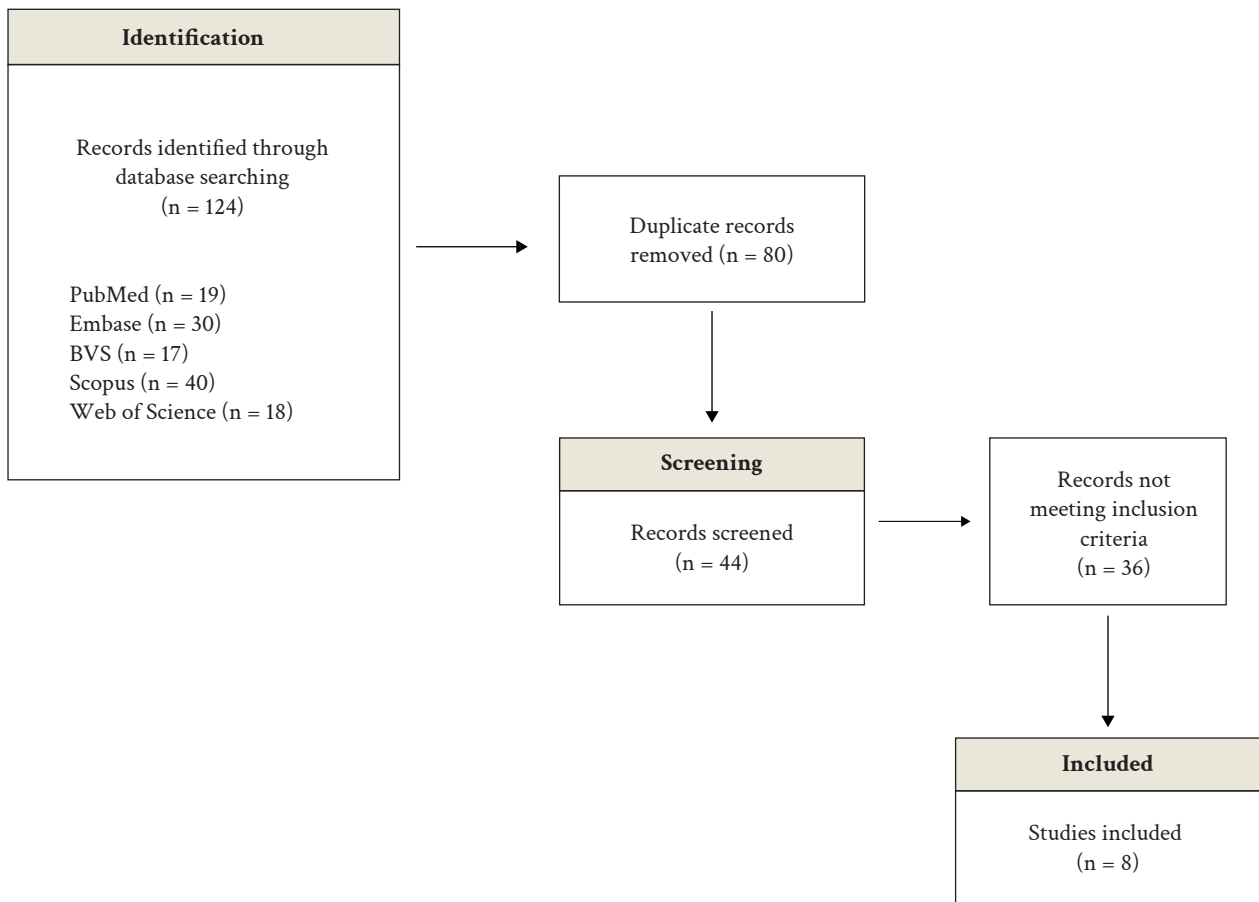 Identification
Records identified through
database searching
(n = 124)
PubMed (n = 19)
Embase (n = 30)
BVS (n = 17)
Scopus (n = 40)
Web of Science (n = 18)
Duplicate records
removed (n = 80)
Screening
Records screened
(n = 44)
Records not
meeting inclusion
criteria
(n = 36)
Included
Studies included
(n = 8)